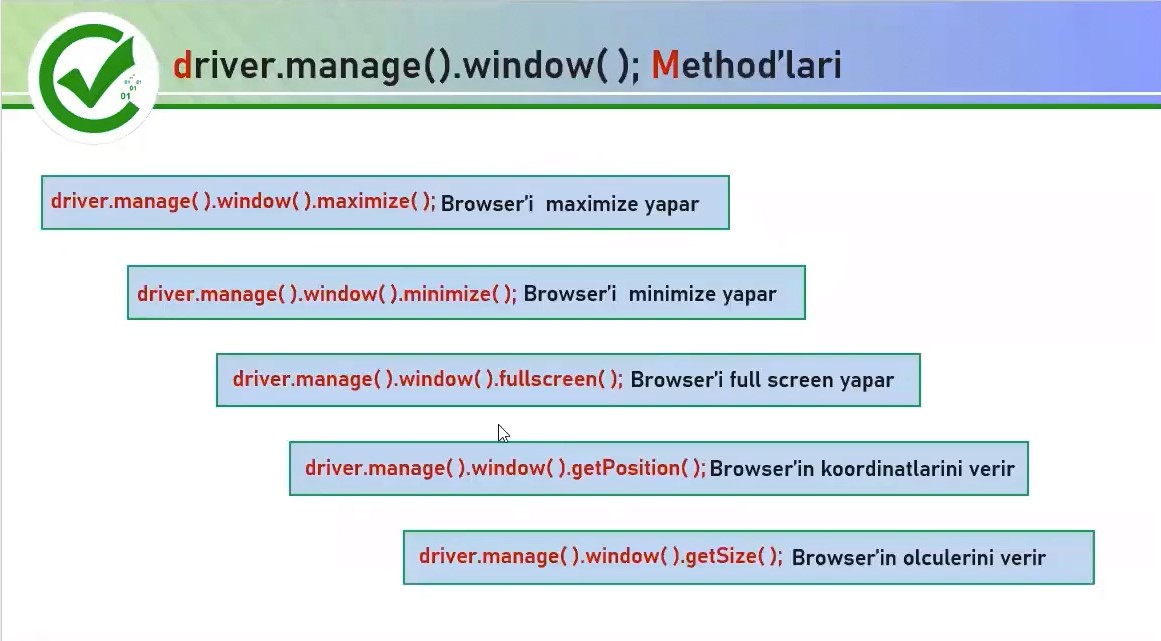 driver.manage().window( ); Method'lari
01 01
01
01
driver.manage( ).window( ).maximize( ); Browser'i maximize yapar
driver.manage( ).window( ).minimize( ); Browser'i minimize yapar
driver.manage( ).window( ).fullscreen( ); Browser'i full screen yapar
driver.manage( ).window( ).getPosition( ); Browser'in koordinatlarini verir
driver.manage( ).window( ).getSize( ); Browser'in olculerini verir